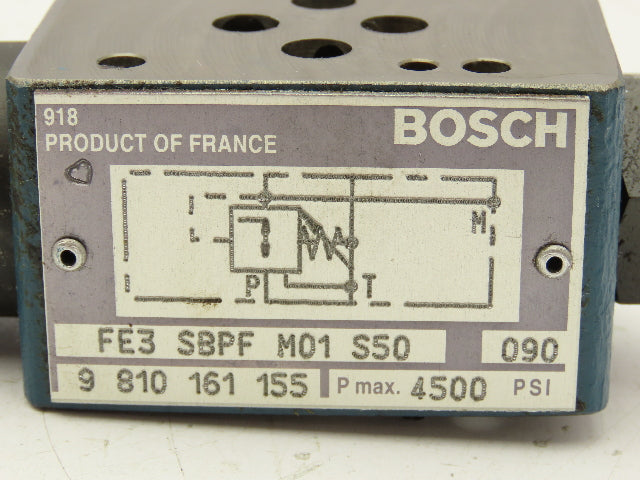 918
PRODUCT OF FRANCE
BOSCH
M
P T
FE3 SBPF M01 S50 090
9 810 161 155 P max. 4500 PSI